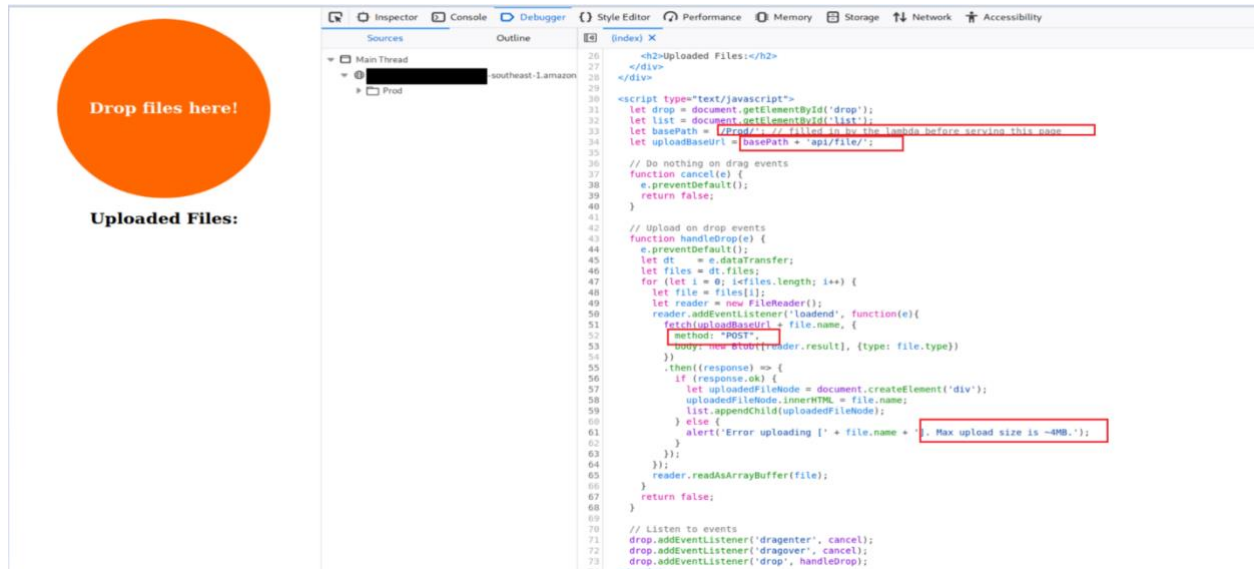 Drop files here!
Uploaded Files:
Inspector Console Debugger {} Style Editor Performance Memory Storage Network Accessibility
Sources Outline (index) X
Main Thread
-southeast-1.amazon
Prod
26 <h2>Uploaded Files:</h2>
27 </div>
28 </div>
29
30 <script type="text/javascript">
31 let drop = document.getElementById('drop');
32 let list = document.getElementById('list');
33 let basePath = '/Prod/'; // filled in by the lambda before serving this page
34 let uploadBaseUrl = basePath + 'api/file/';
35
36 // Do nothing on drag events
37 function cancel(e) {
38 e.preventDefault();
39 return false;
40 }
41
42 // Upload on drop events
43 function handleDrop(e) {
44 e.preventDefault();
45 let dt = e.dataTransfer;
46 let files = dt.files;
47 for (let i = 0; i<files.length; i++) {
48 let file = files[i];
49 let reader = new FileReader();
50 reader.addEventListener('loadend', function(e){
51 fetch(uploadBaseUrl + file.name, {
52 method: "POST",
53 body: new Blob([reader.result], {type: file.type})
54 })
55 .then((response) => {
56 if (response.ok) {
57 let uploadedFileNode = document.createElement('div');
58 uploadedFileNode.innerHTML = file.name;
59 list.appendChild(uploadedFileNode);
60 } else {
61 alert('Error uploading [' + file.name + ']. Max upload size is ~4MB.');
62 }
63 });
64 });
65 reader.readAsArrayBuffer(file);
66 }
67 return false;
68 }
69
70 // Listen to events
71 drop.addEventListener('dragenter', cancel);
72 drop.addEventListener('dragover', cancel);
73 drop.addEventListener('drop', handleDrop);